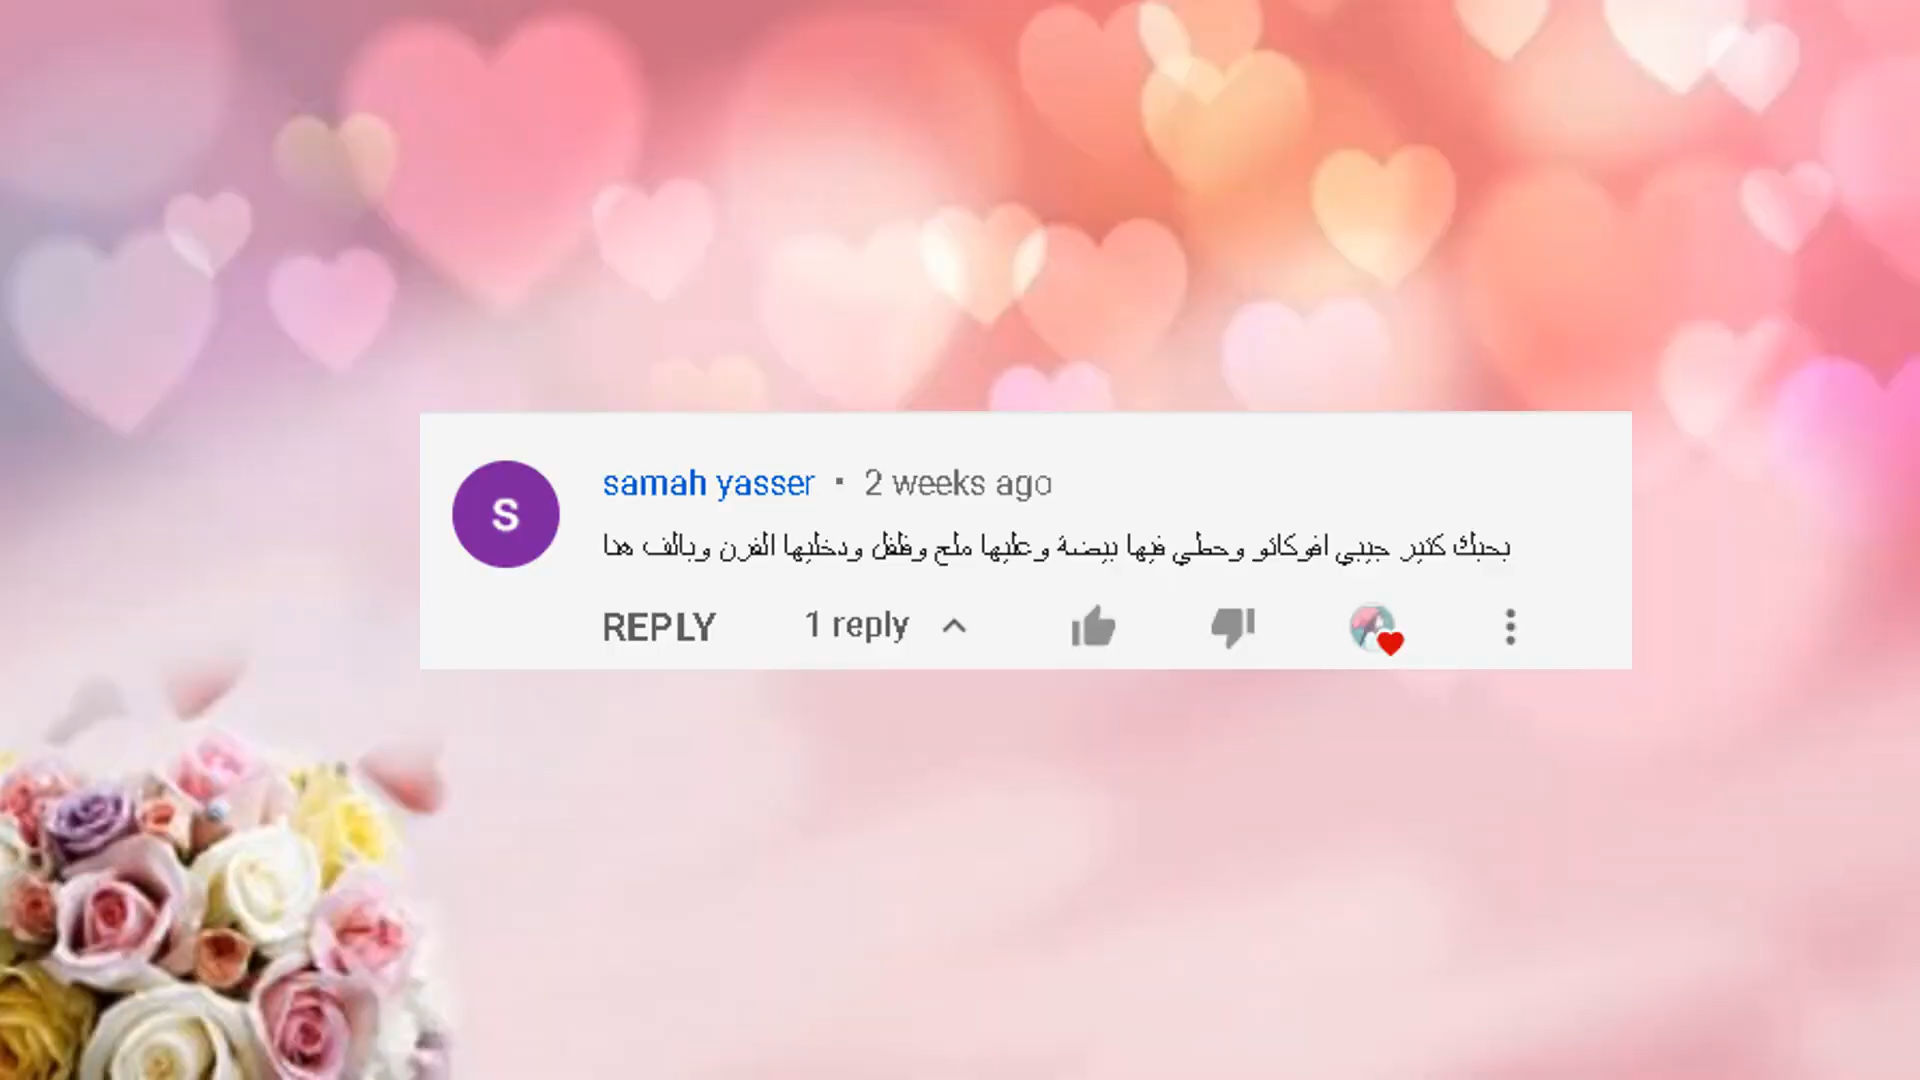 S
samah yasser • 2 weeks ago
بحبك كتير جيبي افوكاتو وحطي فيها بيضة وعليها ملح وفلفل ودخليها الفرن وبالف هنا
REPLY 1 reply